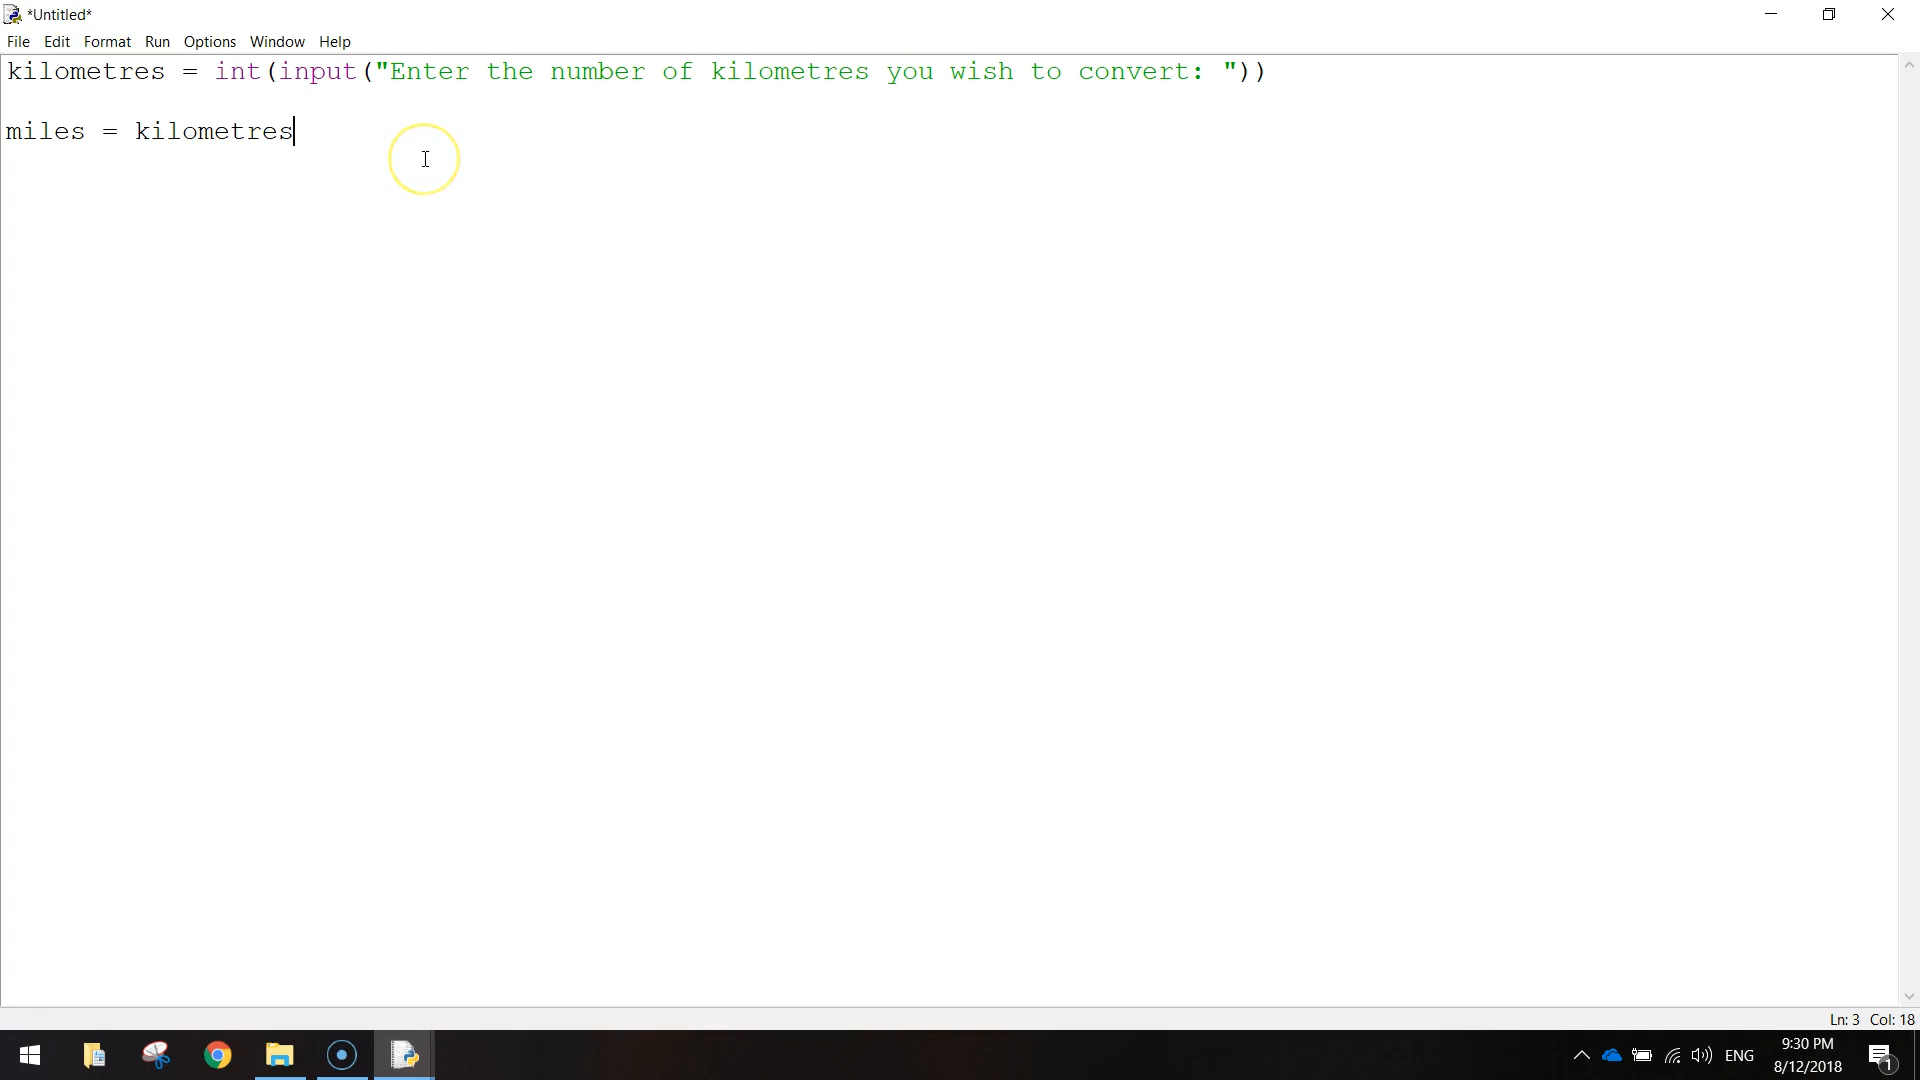 *Untitled*
File Edit Format Run Options Window Help
kilometres = int(input("Enter the number of kilometres you wish to convert: "))
miles = kilometres
Ln: 3 Col: 18
ENG
9:30 PM
8/12/2018
1